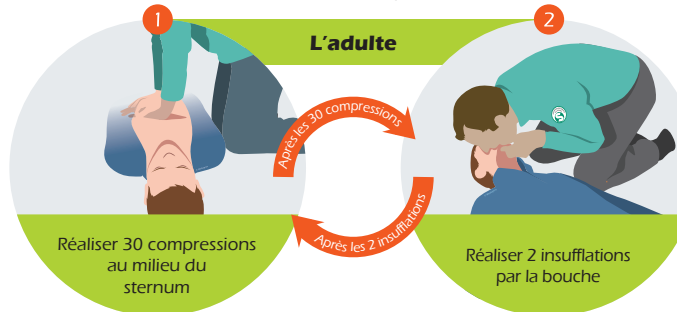 1
2
L'adulte
Après les 30 compressions
Après les 2 insufflations
Réaliser 30 compressions
au milieu du
sternum
Réaliser 2 insufflations
par la bouche